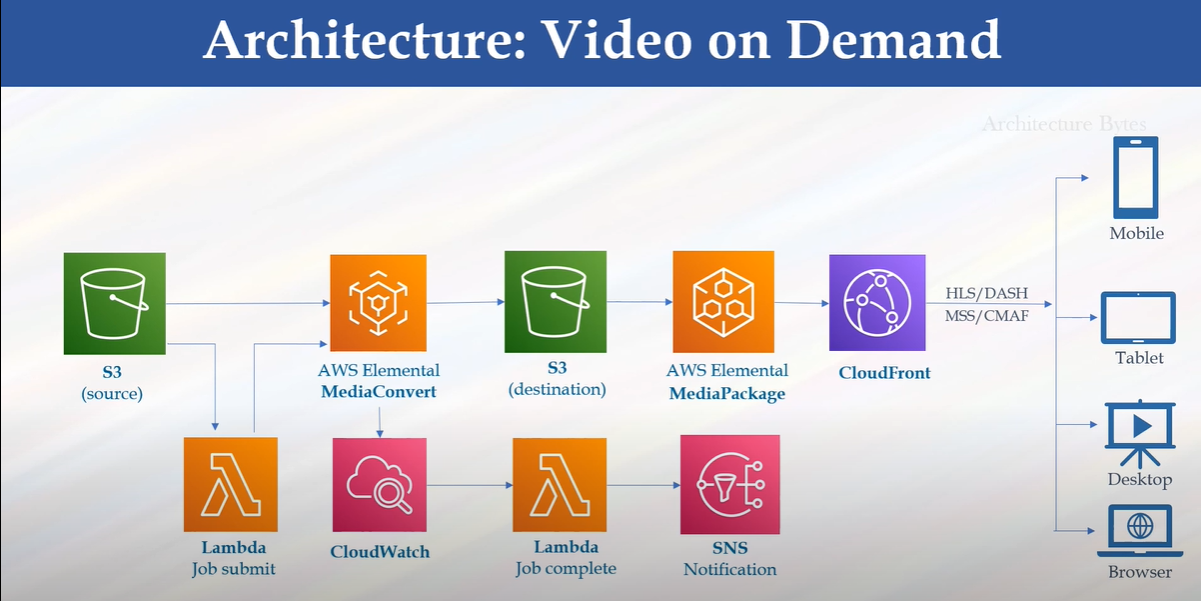 Architecture: Video on Demand
Architecture Bytes
Mobile
S3
(source)
AWS Elemental
MediaConvert
S3
(destination)
AWS Elemental
MediaPackage
CloudFront
HLS/DASH
MSS/CMAF
Tablet
Desktop
Lambda
Job submit
CloudWatch
Lambda
Job complete
SNS
Notification
Browser